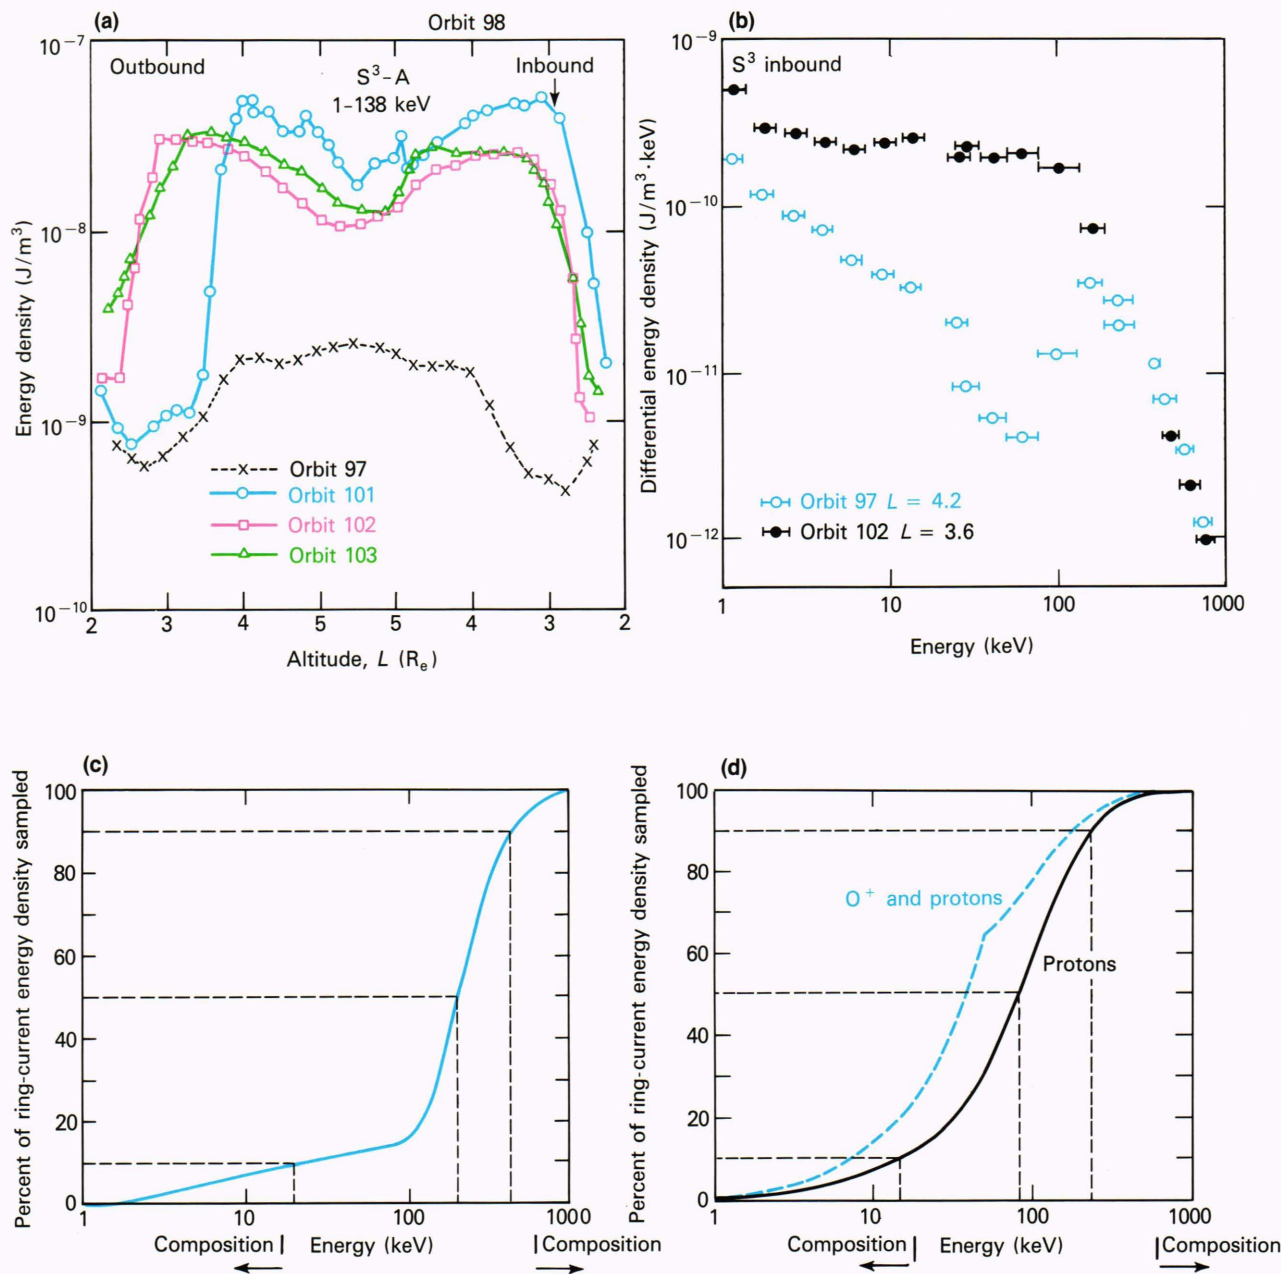 (a)
Orbit 98
10⁻⁷
Outbound
S³-A
1–138 keV
Inbound
10⁻⁸
10⁻⁹
10⁻¹⁰
Energy density (J/m³)
x Orbit 97
Orbit 101
Orbit 102
Orbit 103
2 3 4 5 5 4 3 2
Altitude, L (Rₑ)
(b)
10⁻⁹
S³ inbound
10⁻¹⁰
10⁻¹¹
10⁻¹²
Differential energy density (J/m³·keV)
Orbit 97 L = 4.2
Orbit 102 L = 3.6
1 10 100 1000
Energy (keV)
(c)
Percent of ring-current energy density sampled
100
80
60
40
20
0
1 10 100 1000
Composition Energy (keV) Composition
(d)
Percent of ring-current energy density sampled
100
80
60
40
20
0
O⁺ and protons
Protons
1 10 100 1000
Composition Energy (keV) Composition